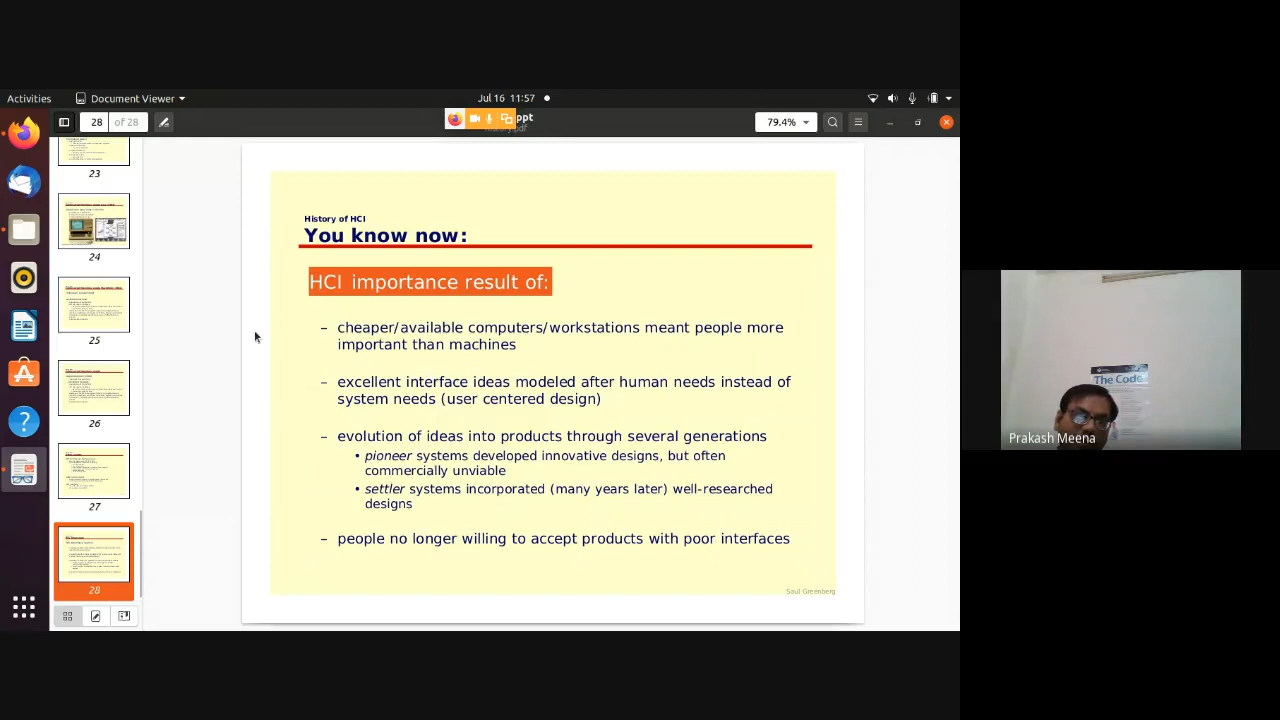 Activities
Document Viewer
Jul 16 11:57
28 of 28
ppt
79.4%
23
24
25
26
27
28
History of HCI
You know now:
HCI importance result of:
– cheaper/available computers/workstations meant people more
important than machines
– excellent interface ideas modeled after human needs instead of
system needs (user centered design)
– evolution of ideas into products through several generations
• pioneer systems developed innovative designs, but often
commercially unviable
• settler systems incorporated (many years later) well-researched
designs
– people no longer willing to accept products with poor interfaces
Saul Greenberg
The Code
Prakash Meena